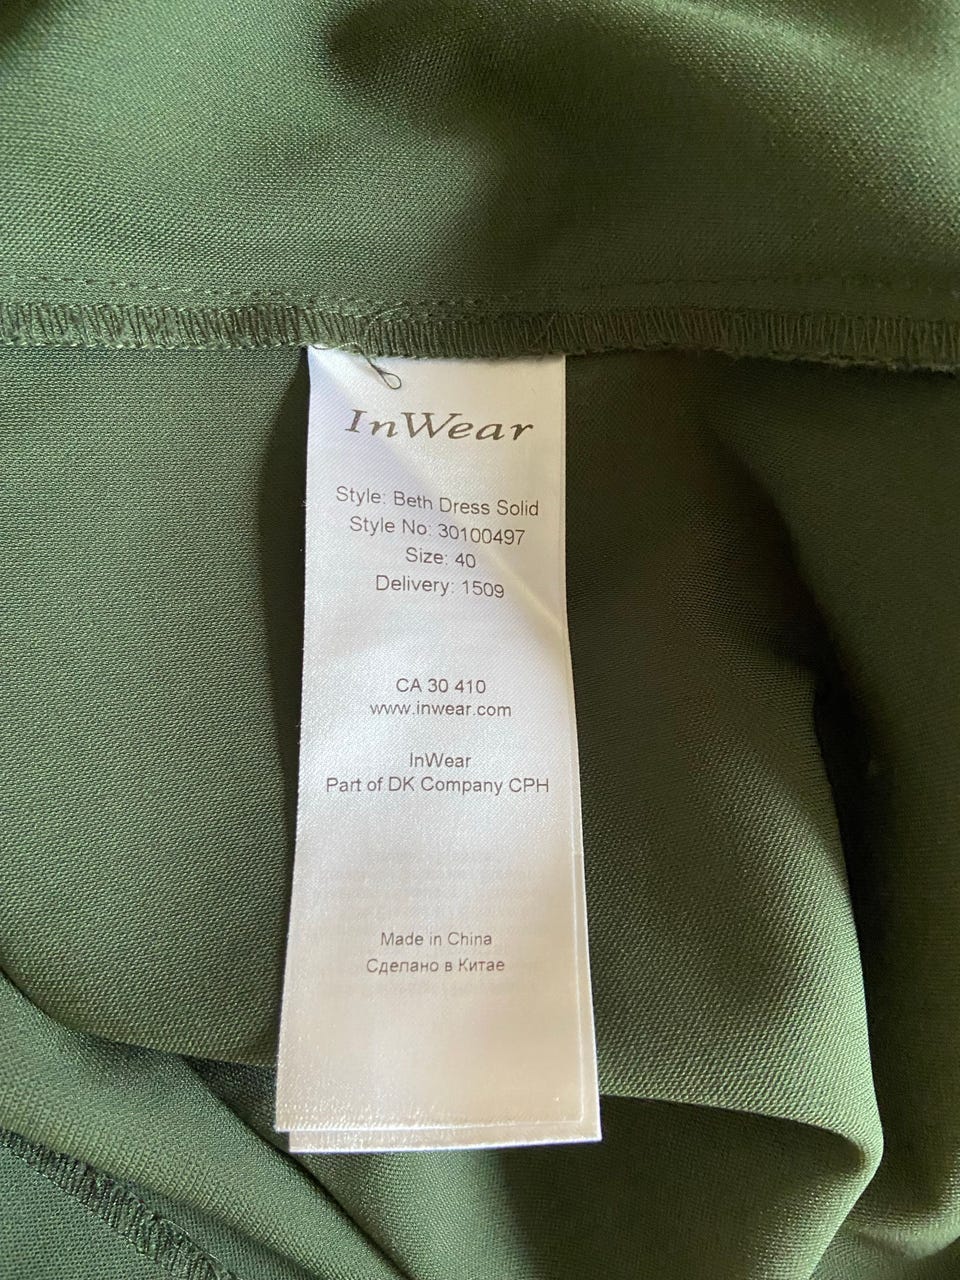 InWear
Style: Beth Dress Solid
Style No: 30100497
Size: 40
Delivery: 1509
CA 30 410
www.inwear.com
InWear
Part of DK Company CPH
Made in China
Сделано в Китае